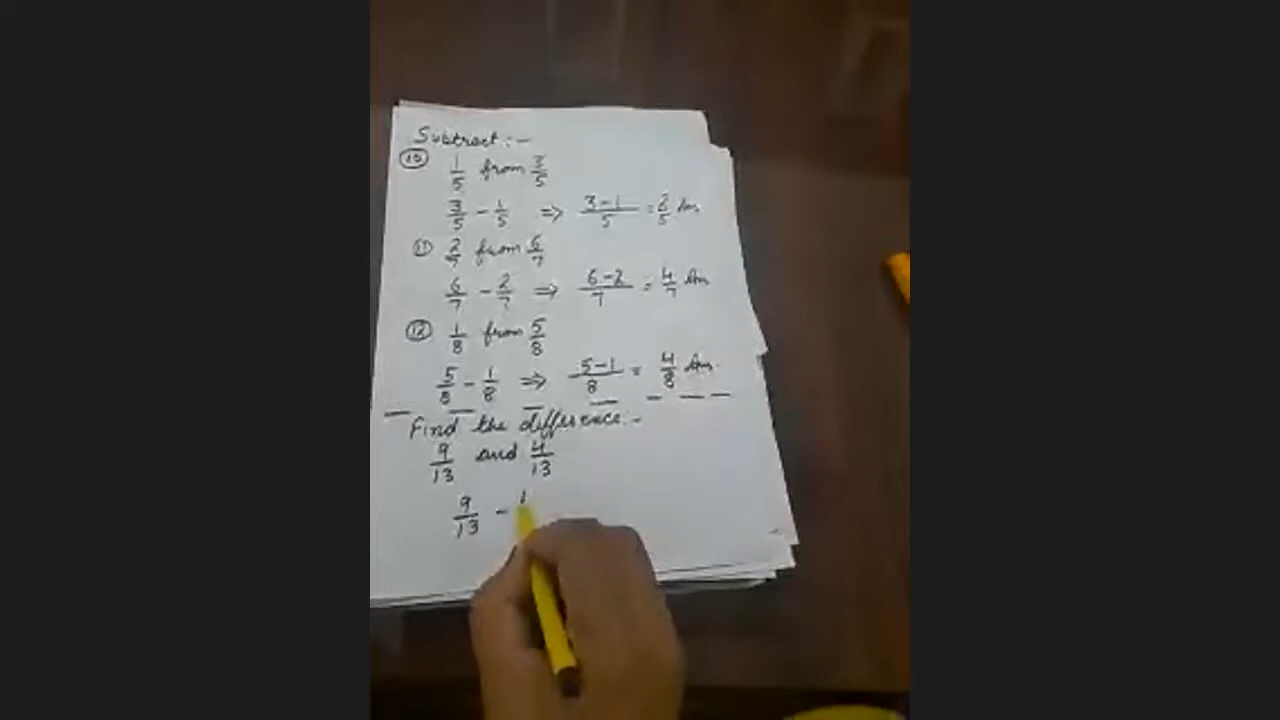 Subtract :-
(10) 1/5 from 3/5
3/5 - 1/5 ⇒ 3-1/5 = 2/5 Ans
(11) 2/7 from 6/7
6/7 - 2/7 ⇒ 6-2/7 = 4/7 Ans
(12) 1/8 from 5/8
5/8 - 1/8 ⇒ 5-1/8 = 4/8 Ans
Find the difference :-
9/13 and 4/13
9/13 -